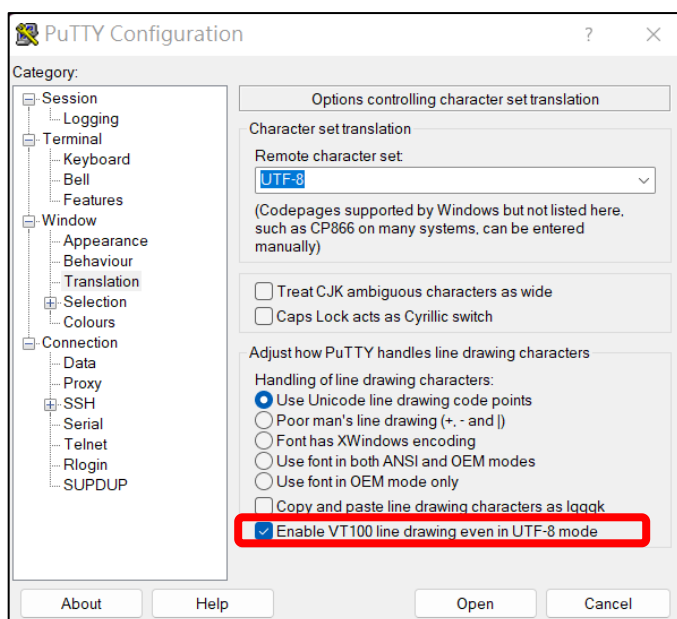 PuTTY Configuration
?
Category:
Session
Logging
Terminal
Keyboard
Bell
Features
Window
Appearance
Behaviour
Translation
Selection
Colours
Connection
Data
Proxy
SSH
Serial
Telnet
Rlogin
SUPDUP
Options controlling character set translation
Character set translation
Remote character set:
UTF-8
(Codepages supported by Windows but not listed here,
such as CP866 on many systems, can be entered
manually)
Treat CJK ambiguous characters as wide
Caps Lock acts as Cyrillic switch
Adjust how PuTTY handles line drawing characters
Handling of line drawing characters:
Use Unicode line drawing code points
Poor man's line drawing (+, - and |)
Font has XWindows encoding
Use font in both ANSI and OEM modes
Use font in OEM mode only
Copy and paste line drawing characters as lqqqk
Enable VT100 line drawing even in UTF-8 mode
About
Help
Open
Cancel